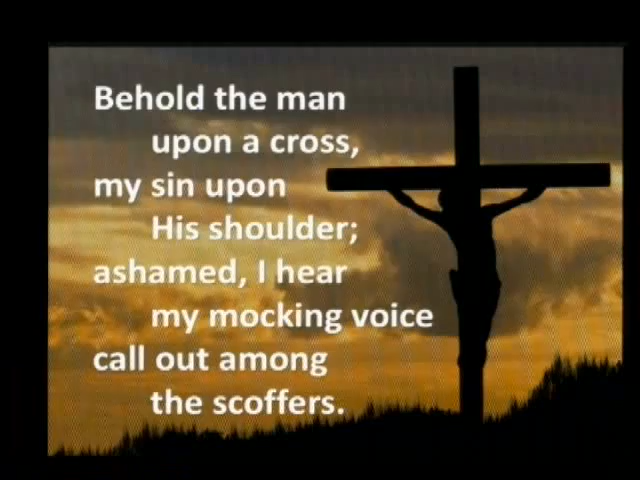 Behold the man
upon a cross,
my sin upon
His shoulder;
ashamed, I hear
my mocking voice
call out among
the scoffers.